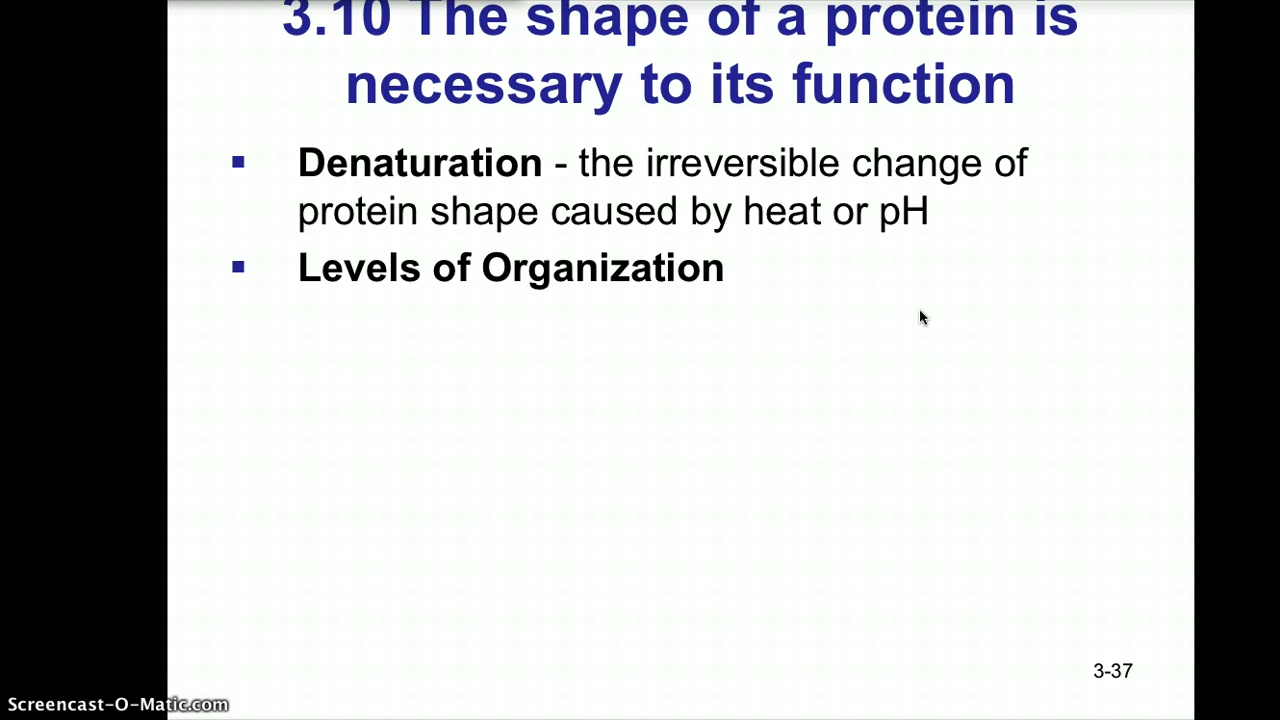 3.10 The shape of a protein is
necessary to its function
▪ Denaturation - the irreversible change of
protein shape caused by heat or pH
▪ Levels of Organization
3-37
Screencast-O-Matic.com